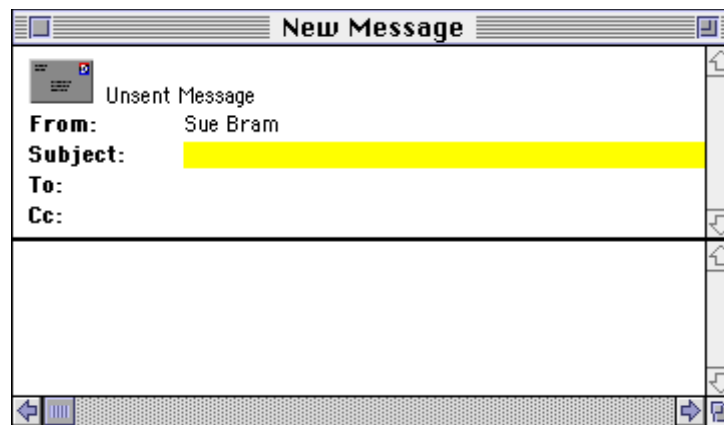 New Message
Unsent Message
From: Sue Bram
Subject:
To:
Cc: